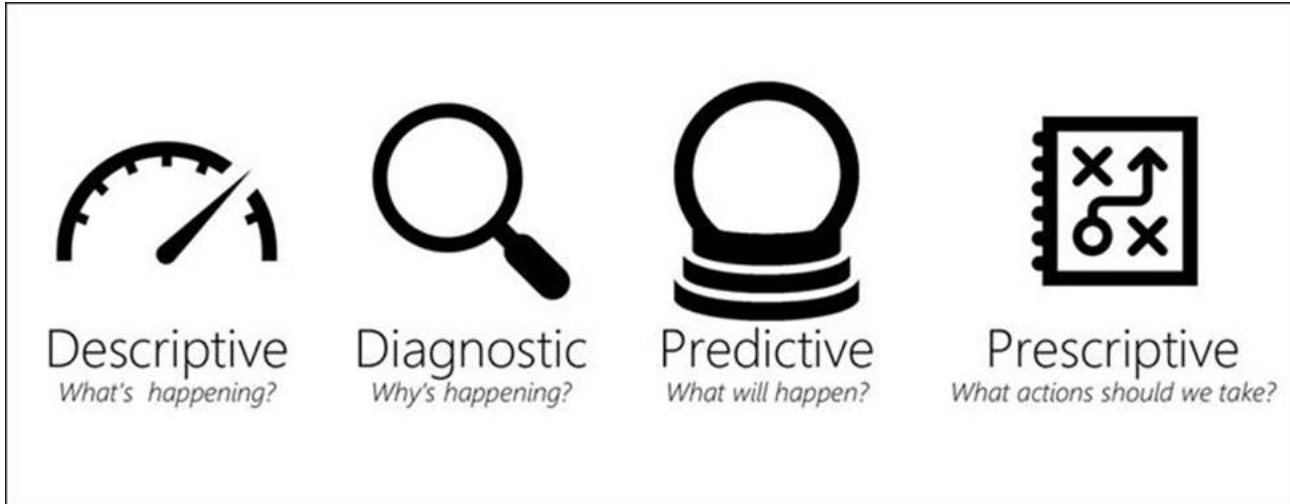 Descriptive
What's happening?
Diagnostic
Why's happening?
Predictive
What will happen?
Prescriptive
What actions should we take?